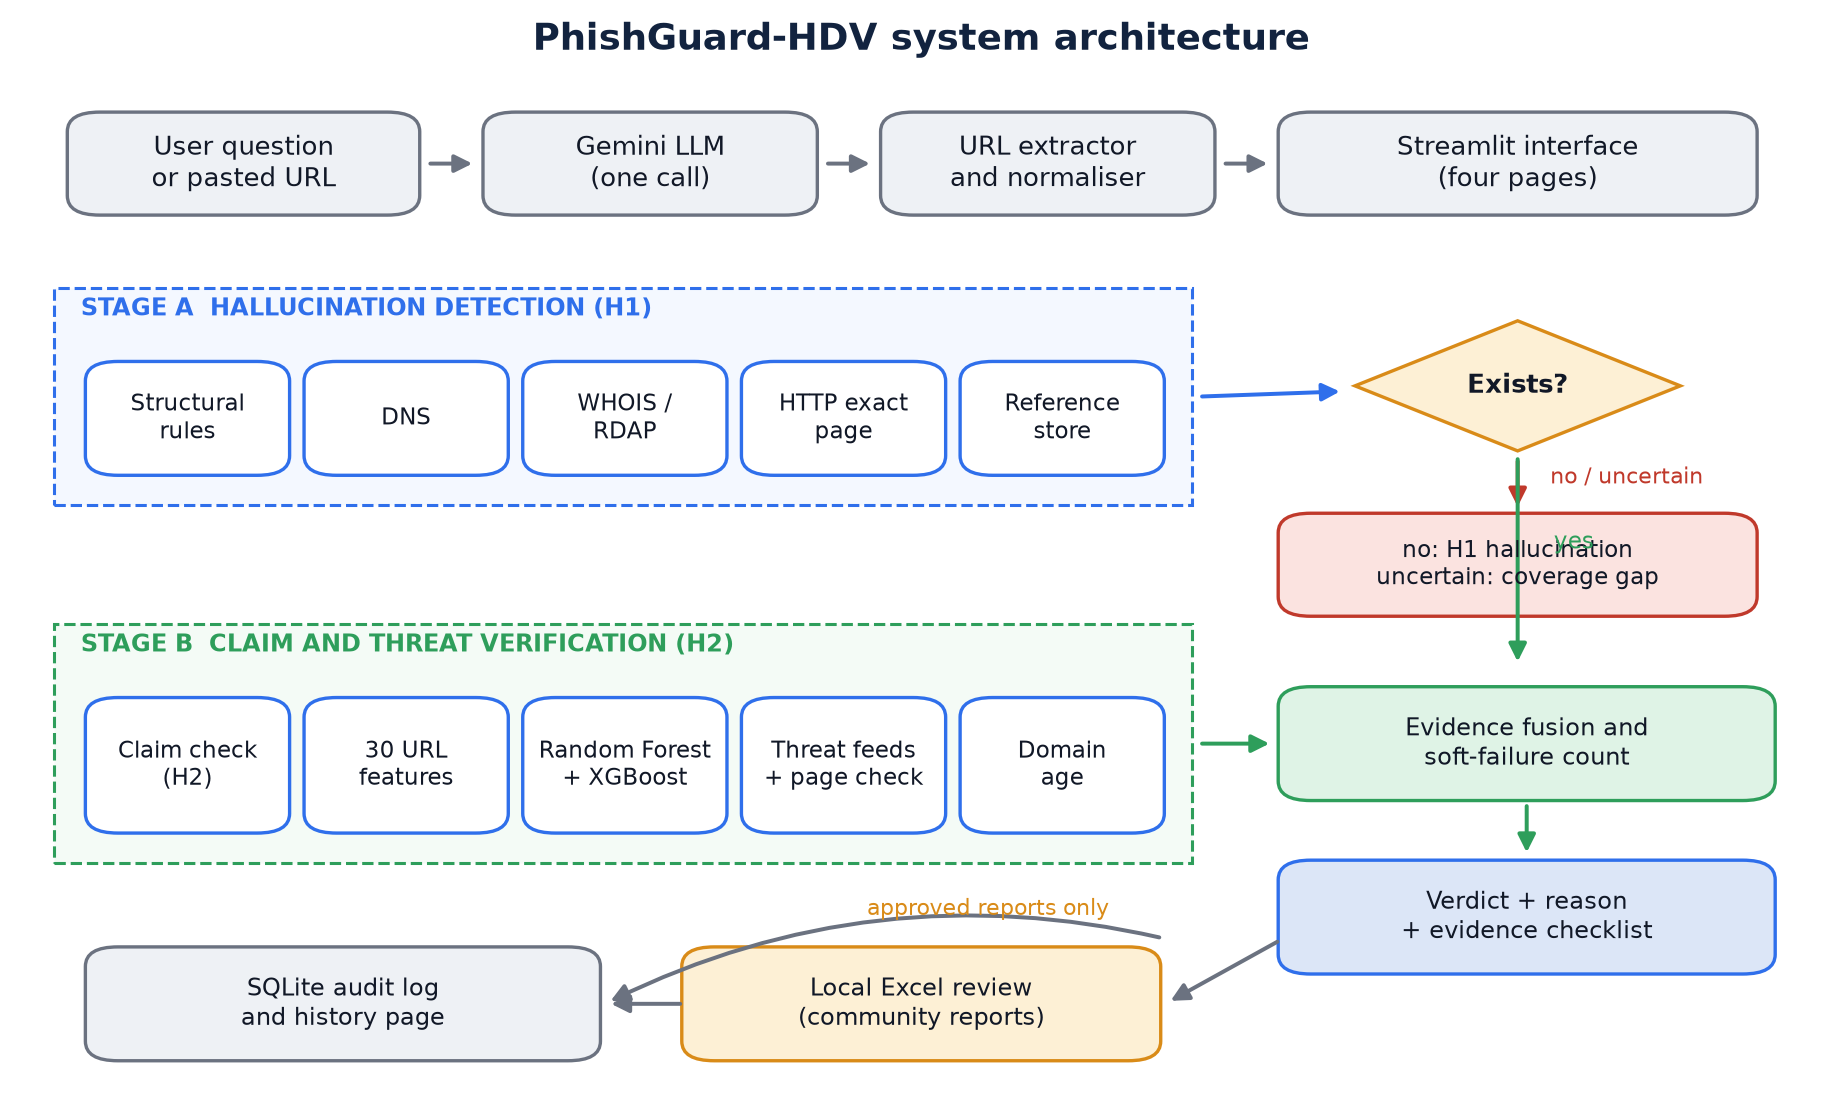 PhishGuard-HDV system architecture
User question
or pasted URL
Gemini LLM
(one call)
URL extractor
and normaliser
Streamlit interface
(four pages)
STAGE A  HALLUCINATION DETECTION (H1)
Structural
rules
DNS
WHOIS /
RDAP
HTTP exact
page
Reference
store
Exists?
no / uncertain
yes
no: H1 hallucination
uncertain: coverage gap
STAGE B  CLAIM AND THREAT VERIFICATION (H2)
Claim check
(H2)
30 URL
features
Random Forest
+ XGBoost
Threat feeds
+ page check
Domain
age
Evidence fusion and
soft-failure count
Verdict + reason
+ evidence checklist
approved reports only
SQLite audit log
and history page
Local Excel review
(community reports)